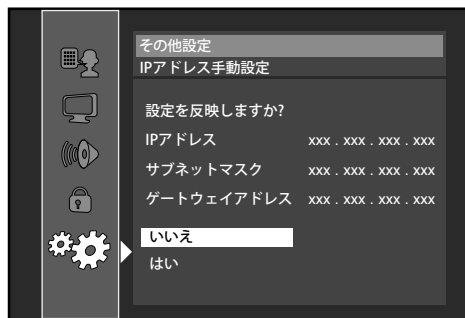 その他設定
IPアドレス手動設定
設定を反映しますか?
IPアドレス xxx . xxx . xxx . xxx
サブネットマスク xxx . xxx . xxx . xxx
ゲートウェイアドレス xxx . xxx . xxx . xxx
いいえ
はい